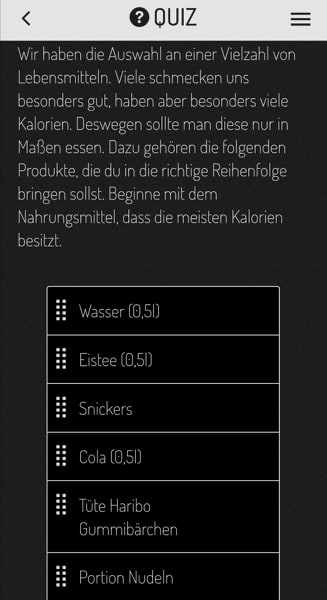 QUIZ
Wir haben die Auswahl an einer Vielzahl von
Lebensmitteln. Viele schmecken uns
besonders gut, haben aber besonders viele
Kalorien. Deswegen sollte man diese nur in
Maßen essen. Dazu gehören die folgenden
Produkte, die du in die richtige Reihenfolge
bringen sollst. Beginne mit dem
Nahrungsmittel, dass die meisten Kalorien
besitzt.
Wasser (0,5l)
Eistee (0,5l)
Snickers
Cola (0,5l)
Tüte Haribo
Gummibärchen
Portion Nudeln